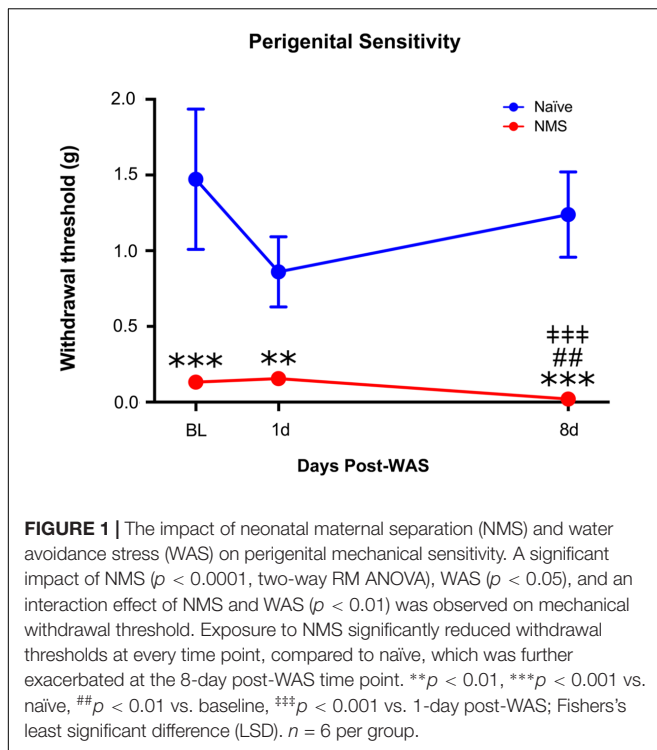 Perigenital Sensitivity
2.0
1.5
1.0
0.5
0.0
Withdrawal threshold (g)
Naïve
NMS
*** ** ‡‡‡
##
***
BL 1d 8d
Days Post-WAS
FIGURE 1 | The impact of neonatal maternal separation (NMS) and water
avoidance stress (WAS) on perigenital mechanical sensitivity. A significant
impact of NMS (p < 0.0001, two-way RM ANOVA), WAS (p < 0.05), and an
interaction effect of NMS and WAS (p < 0.01) was observed on mechanical
withdrawal threshold. Exposure to NMS significantly reduced withdrawal
thresholds at every time point, compared to naïve, which was further
exacerbated at the 8-day post-WAS time point. **p < 0.01, ***p < 0.001 vs.
naïve, ##p < 0.01 vs. baseline, ‡‡‡p < 0.001 vs. 1-day post-WAS; Fishers's
least significant difference (LSD). n = 6 per group.